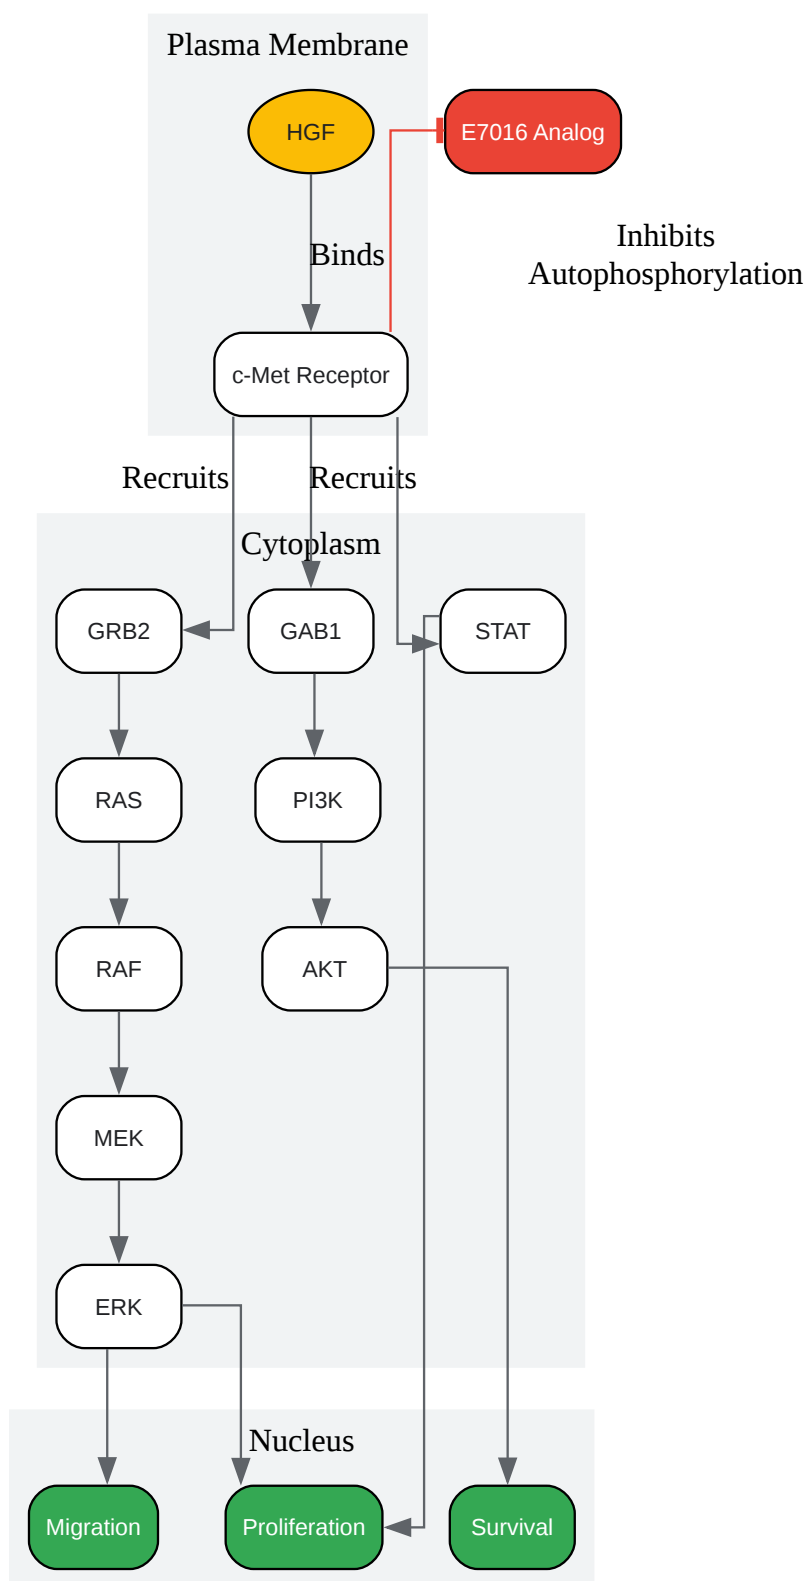 Plasma Membrane
HGF
E7016 Analog
Inhibits
Autophosphorylation
Binds
c-Met Receptor
Recruits
Recruits
Cytoplasm
GRB2
GAB1
STAT
RAS
PI3K
RAF
AKT
MEK
ERK
Nucleus
Migration
Proliferation
Survival